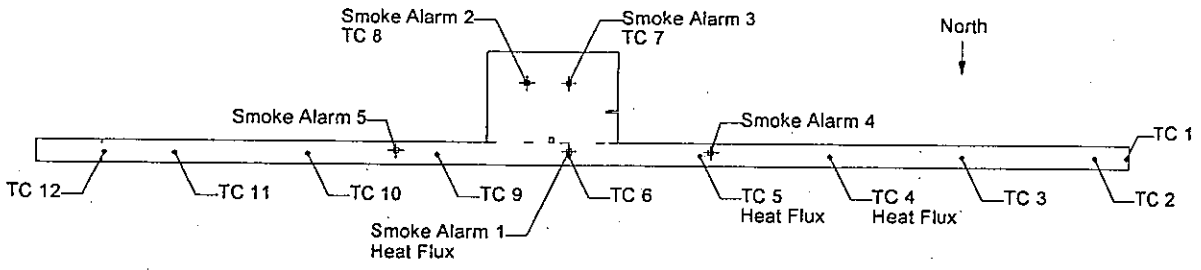 Smoke Alarm 2
TC 8
Smoke Alarm 3
TC 7
North
Smoke Alarm 5
Smoke Alarm 4
TC 1
TC 12
TC 11
TC 10
TC 9
TC 6
TC 5
Heat Flux
TC 4
Heat Flux
TC 3
TC 2
Smoke Alarm 1
Heat Flux